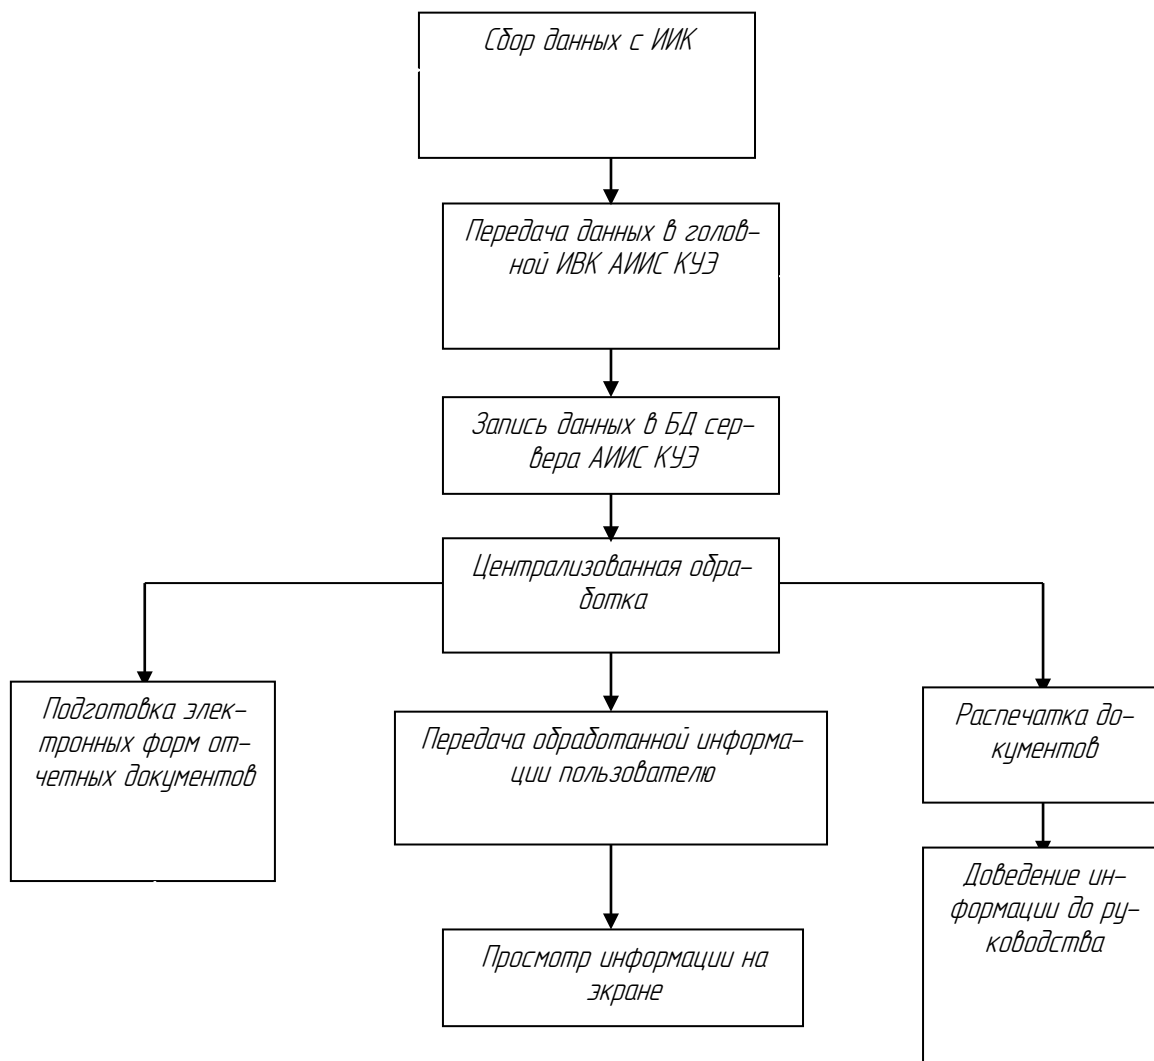 Сбор данных с ИИК
Передача данных в голов-
ной ИВК АИИС КУЭ
Запись данных в БД сер-
вера АИИС КУЭ
Централизованная обра-
ботка
Подготовка элек-
тронных форм от-
четных документов
Передача обработанной информа-
ции пользователю
Распечатка до-
кументов
Доведение ин-
формации до ру-
ководства
Просмотр информации на
экране